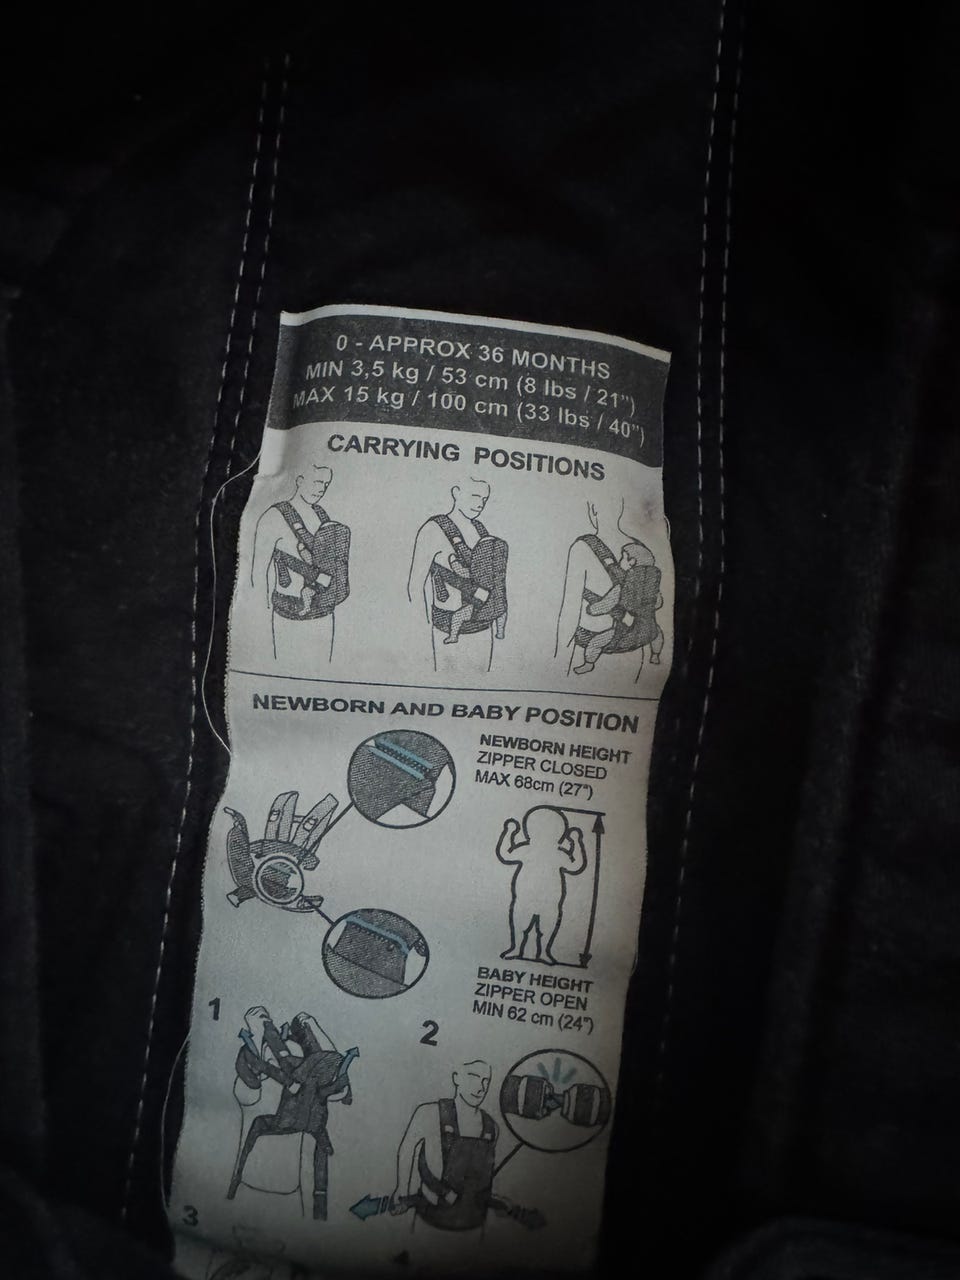 0 - APPROX 36 MONTHS
MIN 3,5 kg / 53 cm (8 lbs / 21")
MAX 15 kg / 100 cm (33 lbs / 40")
CARRYING POSITIONS
NEWBORN AND BABY POSITION
NEWBORN HEIGHT
ZIPPER CLOSED
MAX 68cm (27")
BABY HEIGHT
ZIPPER OPEN
MIN 62 cm (24")
1
2
3
4